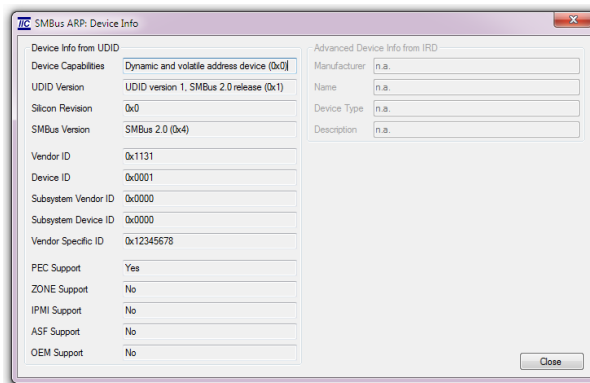 TIC SMBus ARP: Device Info
Device Info from UDID
Device Capabilities Dynamic and volatile address device (0x0)
UDID Version UDID version 1, SMBus 2.0 release (0x1)
Silicon Revision 0x0
SMBus Version SMBus 2.0 (0x4)
Vendor ID 0x1131
Device ID 0x0001
Subsystem Vendor ID 0x0000
Subsystem Device ID 0x0000
Vendor Specific ID 0x12345678
PEC Support Yes
ZONE Support No
IPMI Support No
ASF Support No
OEM Support No
Advanced Device Info from IRD
Manufacturer n.a.
Name n.a.
Device Type n.a.
Description n.a.
Close